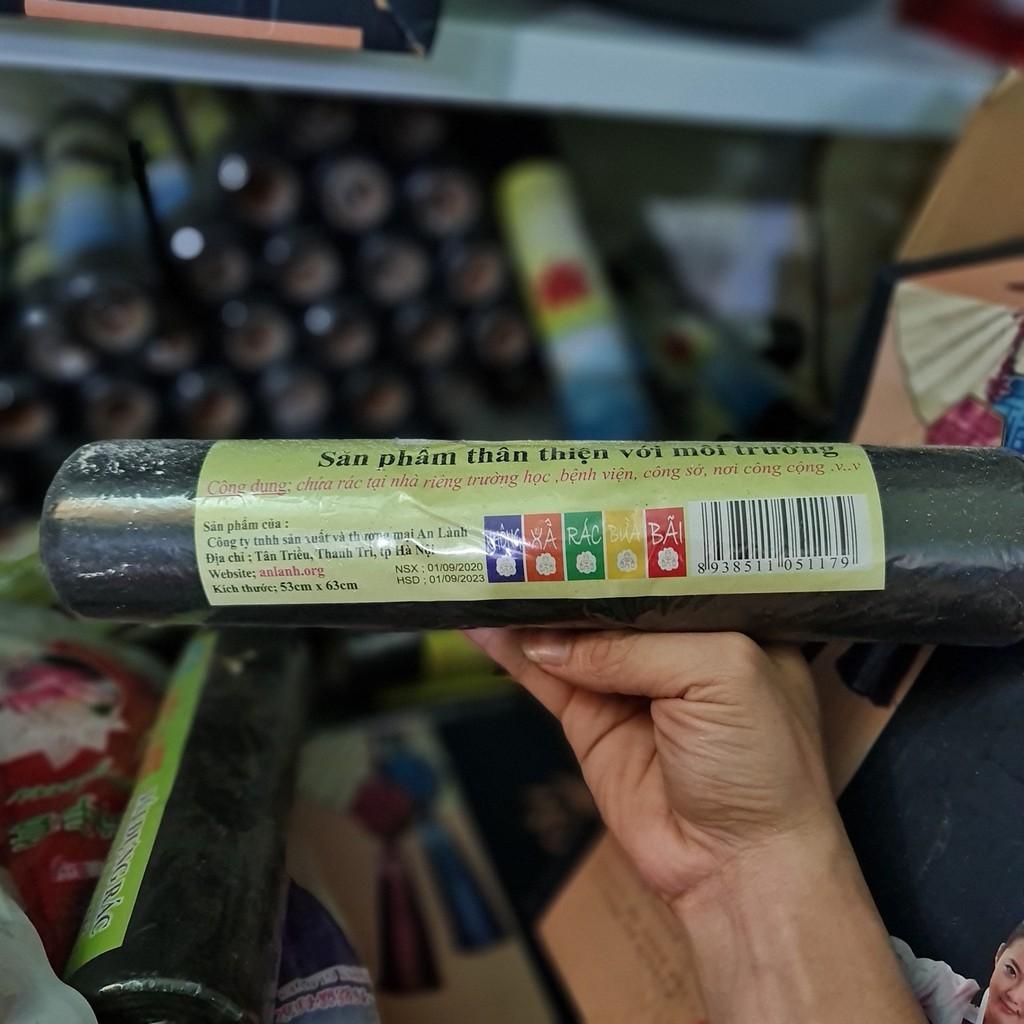 Sản phẩm thân thiện với môi trường
Công dụng; chứa rác tại nhà riêng trường học ,bệnh viện, công sở, nơi công cộng .v..v
Sản phẩm của :
Công ty tnhh sản xuất và thương mại An Lành
Địa chỉ : Tân Triều, Thanh Trì, tp Hà Nội
Website; anlanh.org
Kích thước; 53cm x 63cm
NSX ; 01/09/2020
HSD ; 01/09/2023
KHÔNG XẢ RÁC BỪA BÃI
8 938511 051179